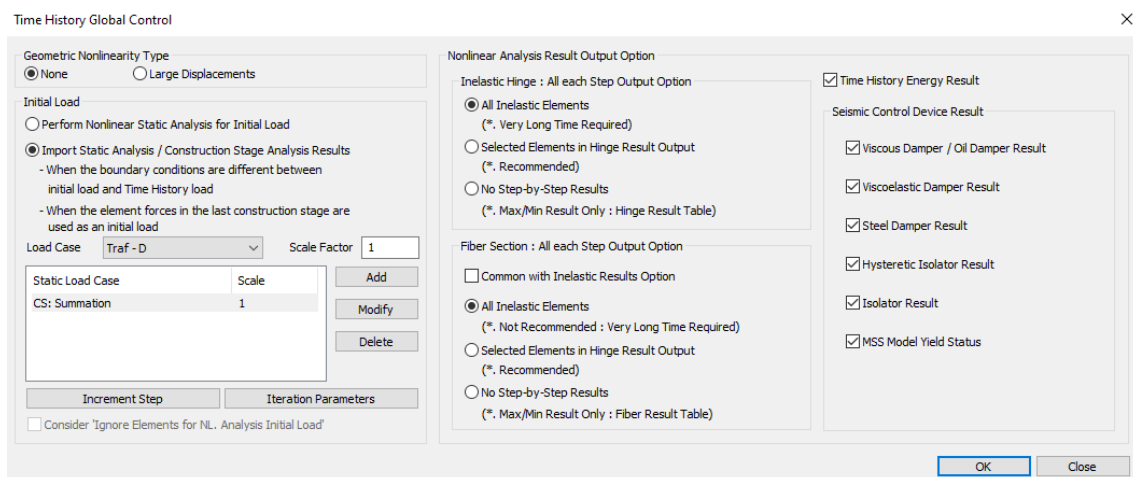 Time History Global Control
Geometric Nonlinearity Type
None
Large Displacements
Initial Load
Perform Nonlinear Static Analysis for Initial Load
Import Static Analysis / Construction Stage Analysis Results
- When the boundary conditions are different between
initial load and Time History load
- When the element forces in the last construction stage are
used as an initial load
Load Case
Traf - D
Scale Factor
1
Static Load Case
Scale
CS: Summation
1
Add
Modify
Delete
Increment Step
Iteration Parameters
Consider 'Ignore Elements for NL. Analysis Initial Load'
Nonlinear Analysis Result Output Option
Inelastic Hinge : All each Step Output Option
All Inelastic Elements
(*. Very Long Time Required)
Selected Elements in Hinge Result Output
(*. Recommended)
No Step-by-Step Results
(*. Max/Min Result Only : Hinge Result Table)
Fiber Section : All each Step Output Option
Common with Inelastic Results Option
All Inelastic Elements
(*. Not Recommended : Very Long Time Required)
Selected Elements in Hinge Result Output
(*. Recommended)
No Step-by-Step Results
(*. Max/Min Result Only : Fiber Result Table)
Time History Energy Result
Seismic Control Device Result
Viscous Damper / Oil Damper Result
Viscoelastic Damper Result
Steel Damper Result
Hysteretic Isolator Result
Isolator Result
MSS Model Yield Status
OK
Close